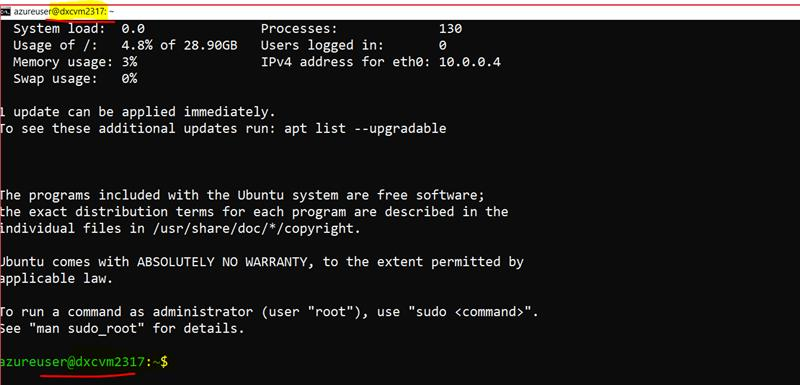 azureuser@dxcvm2317: ~
System load: 0.0 Processes: 130
Usage of /: 4.8% of 28.90GB Users logged in: 0
Memory usage: 3% IPv4 address for eth0: 10.0.0.4
Swap usage: 0%
1 update can be applied immediately.
To see these additional updates run: apt list --upgradable
The programs included with the Ubuntu system are free software;
the exact distribution terms for each program are described in the
individual files in /usr/share/doc/*/copyright.
Ubuntu comes with ABSOLUTELY NO WARRANTY, to the extent permitted by
applicable law.
To run a command as administrator (user "root"), use "sudo <command>".
See "man sudo_root" for details.
azureuser@dxcvm2317:~$